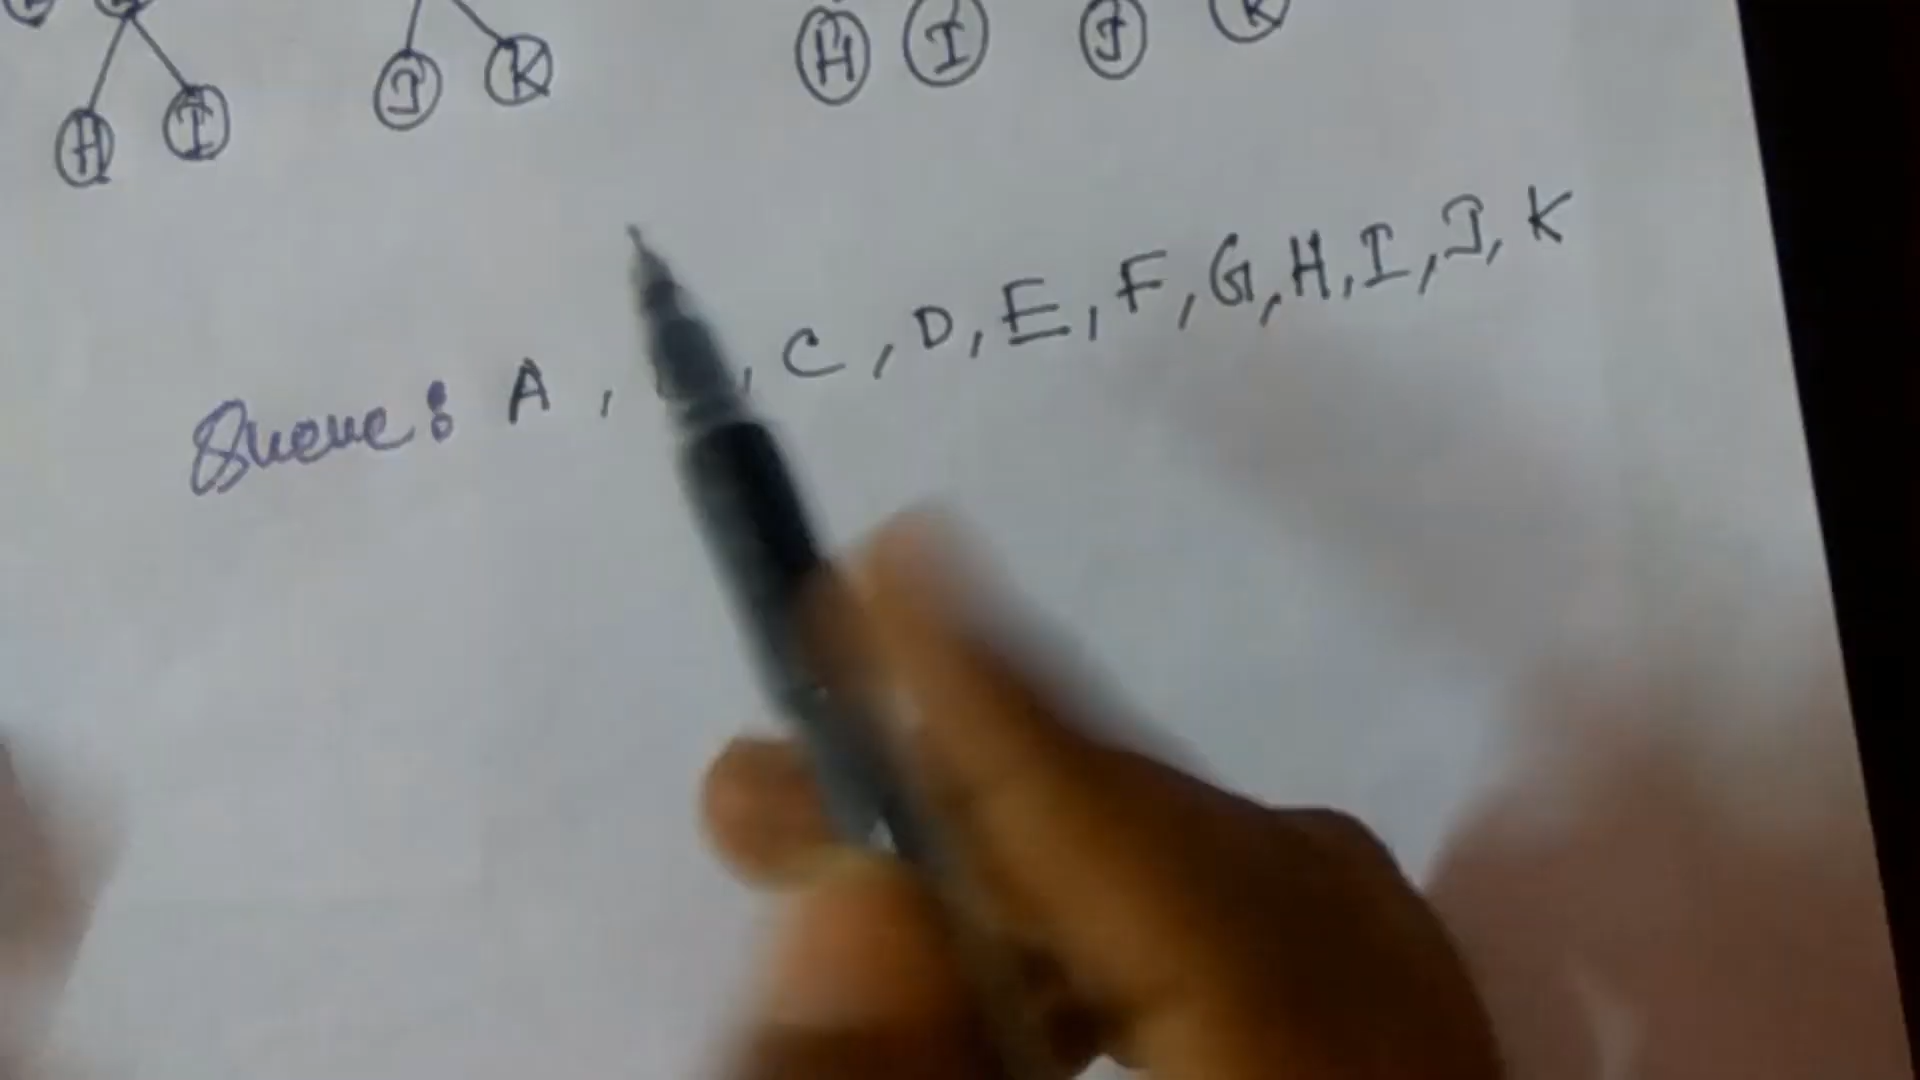 H I J K H I J K
Queue: A , , C , D, E, F, G, H, I, J, K